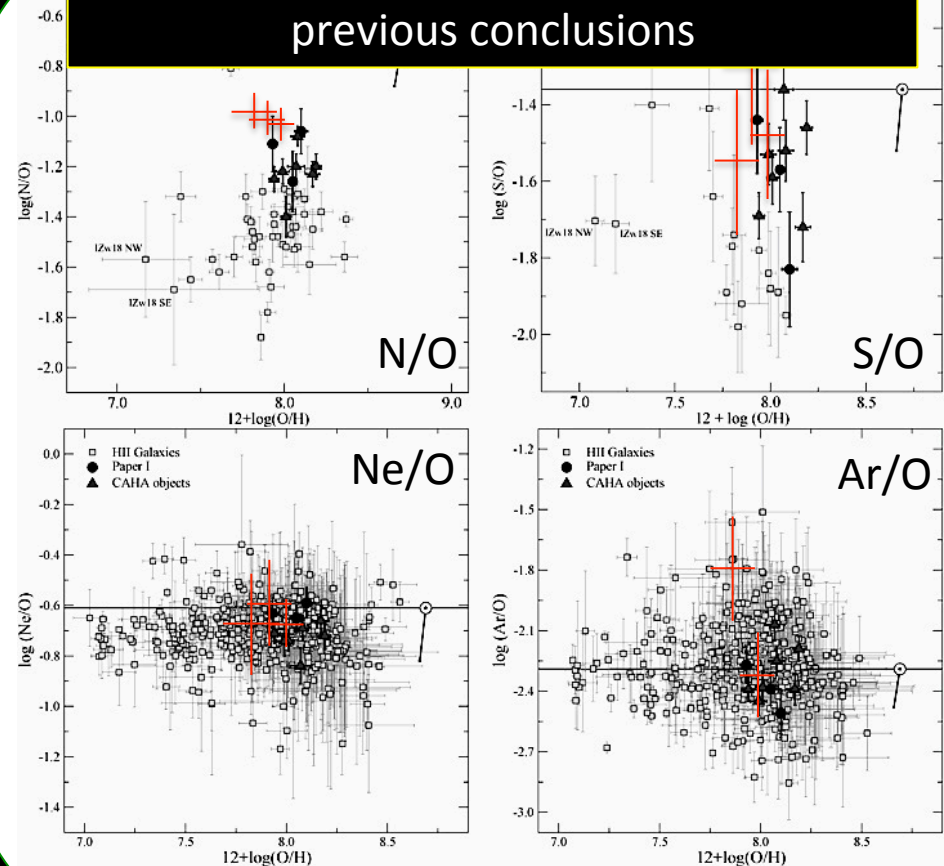 previous conclusions
-0.6
-0.8
-1.0
-1.2
-1.4
-1.6
-1.8
-2.0
log(N/O)
IZw18 NW
IZw18 SE
N/O
7.0
8.0
9.0
12+log(O/H)
-1.4
-1.6
-1.8
-2.0
log (S/O)
IZw18 NW
IZw18 SE
S/O
7.0
7.5
8.0
8.5
12 + log (O/H)
0.0
-0.2
-0.4
-0.6
-0.8
-1.0
-1.2
-1.4
log (Ne/O)
HII Galaxies
Paper I
CAHA objects
Ne/O
7.0
7.5
8.0
8.5
12+log(O/H)
-1.2
-1.5
-1.8
-2.1
-2.4
-2.7
-3.0
log (Ar/O)
HII Galaxies
Paper I
CAHA objects
Ar/O
7.0
7.5
8.0
8.5
12+log(O/H)